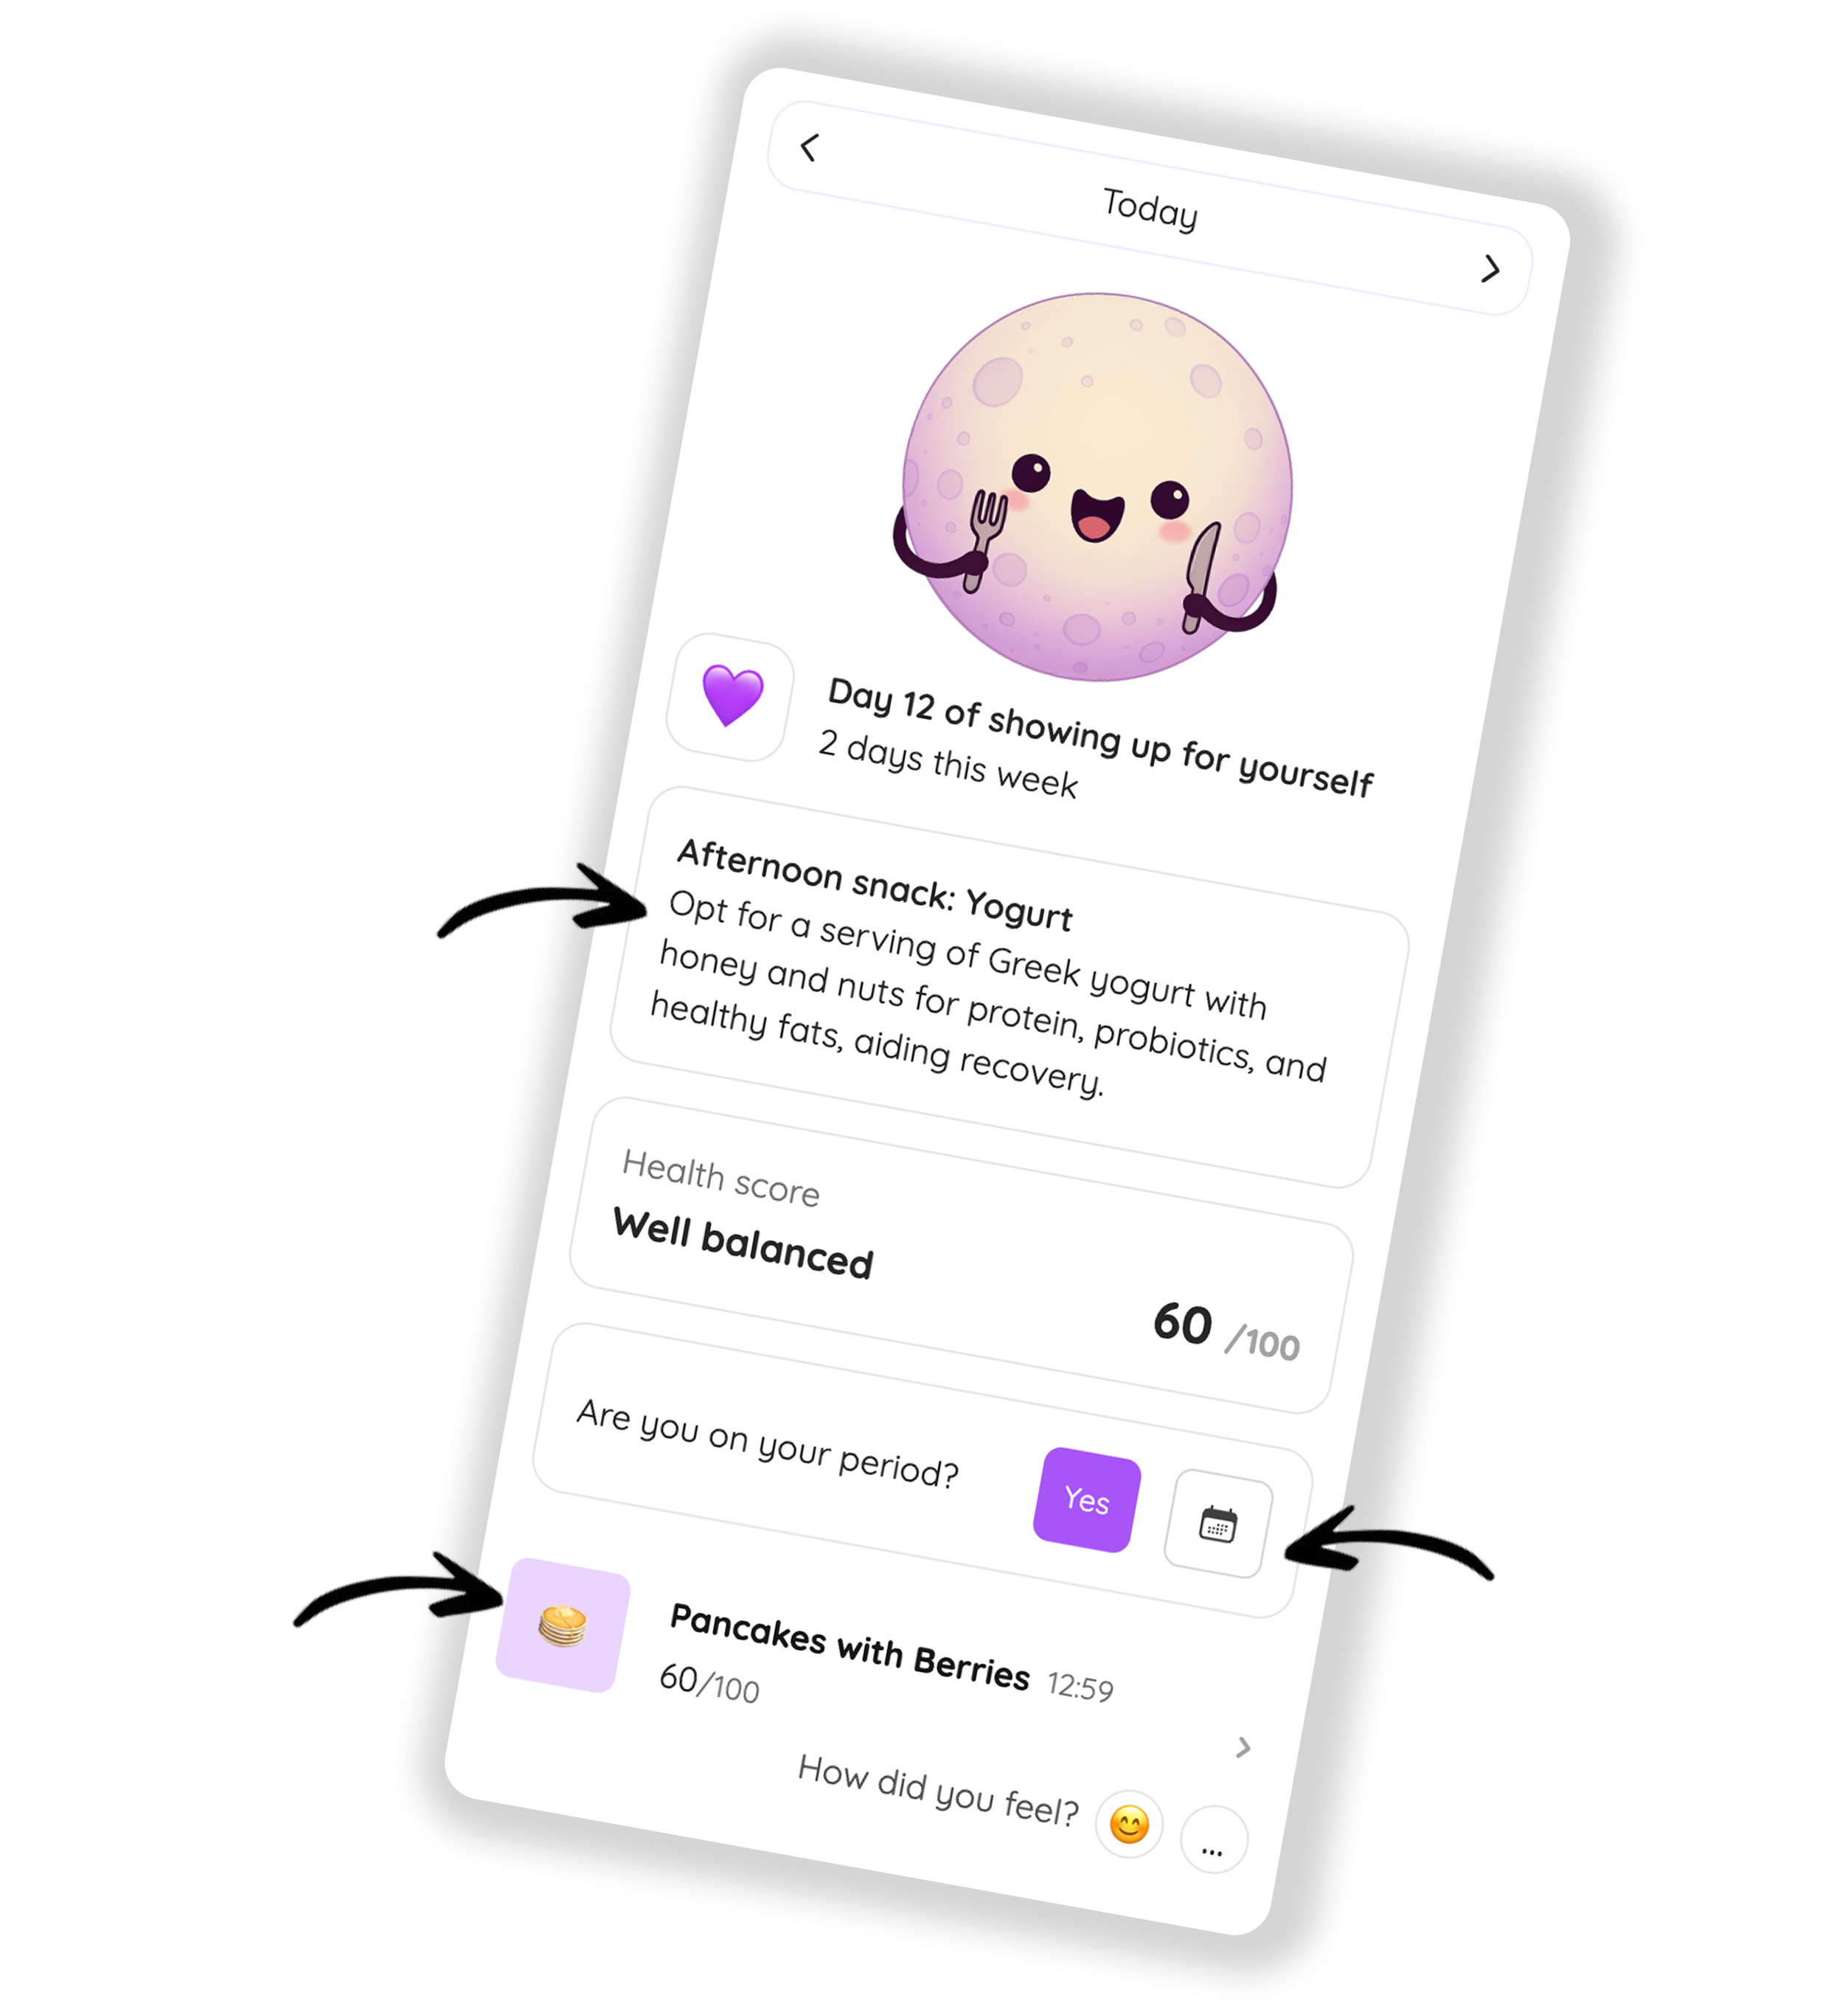 Today
Day 12 of showing up for yourself
2 days this week
Afternoon snack: Yogurt
Opt for a serving of Greek yogurt with
honey and nuts for protein, probiotics, and
healthy fats, aiding recovery.
Health score
Well balanced
60 /100
Are you on your period?
Yes
Pancakes with Berries 12:59
60/100
How did you feel?
...